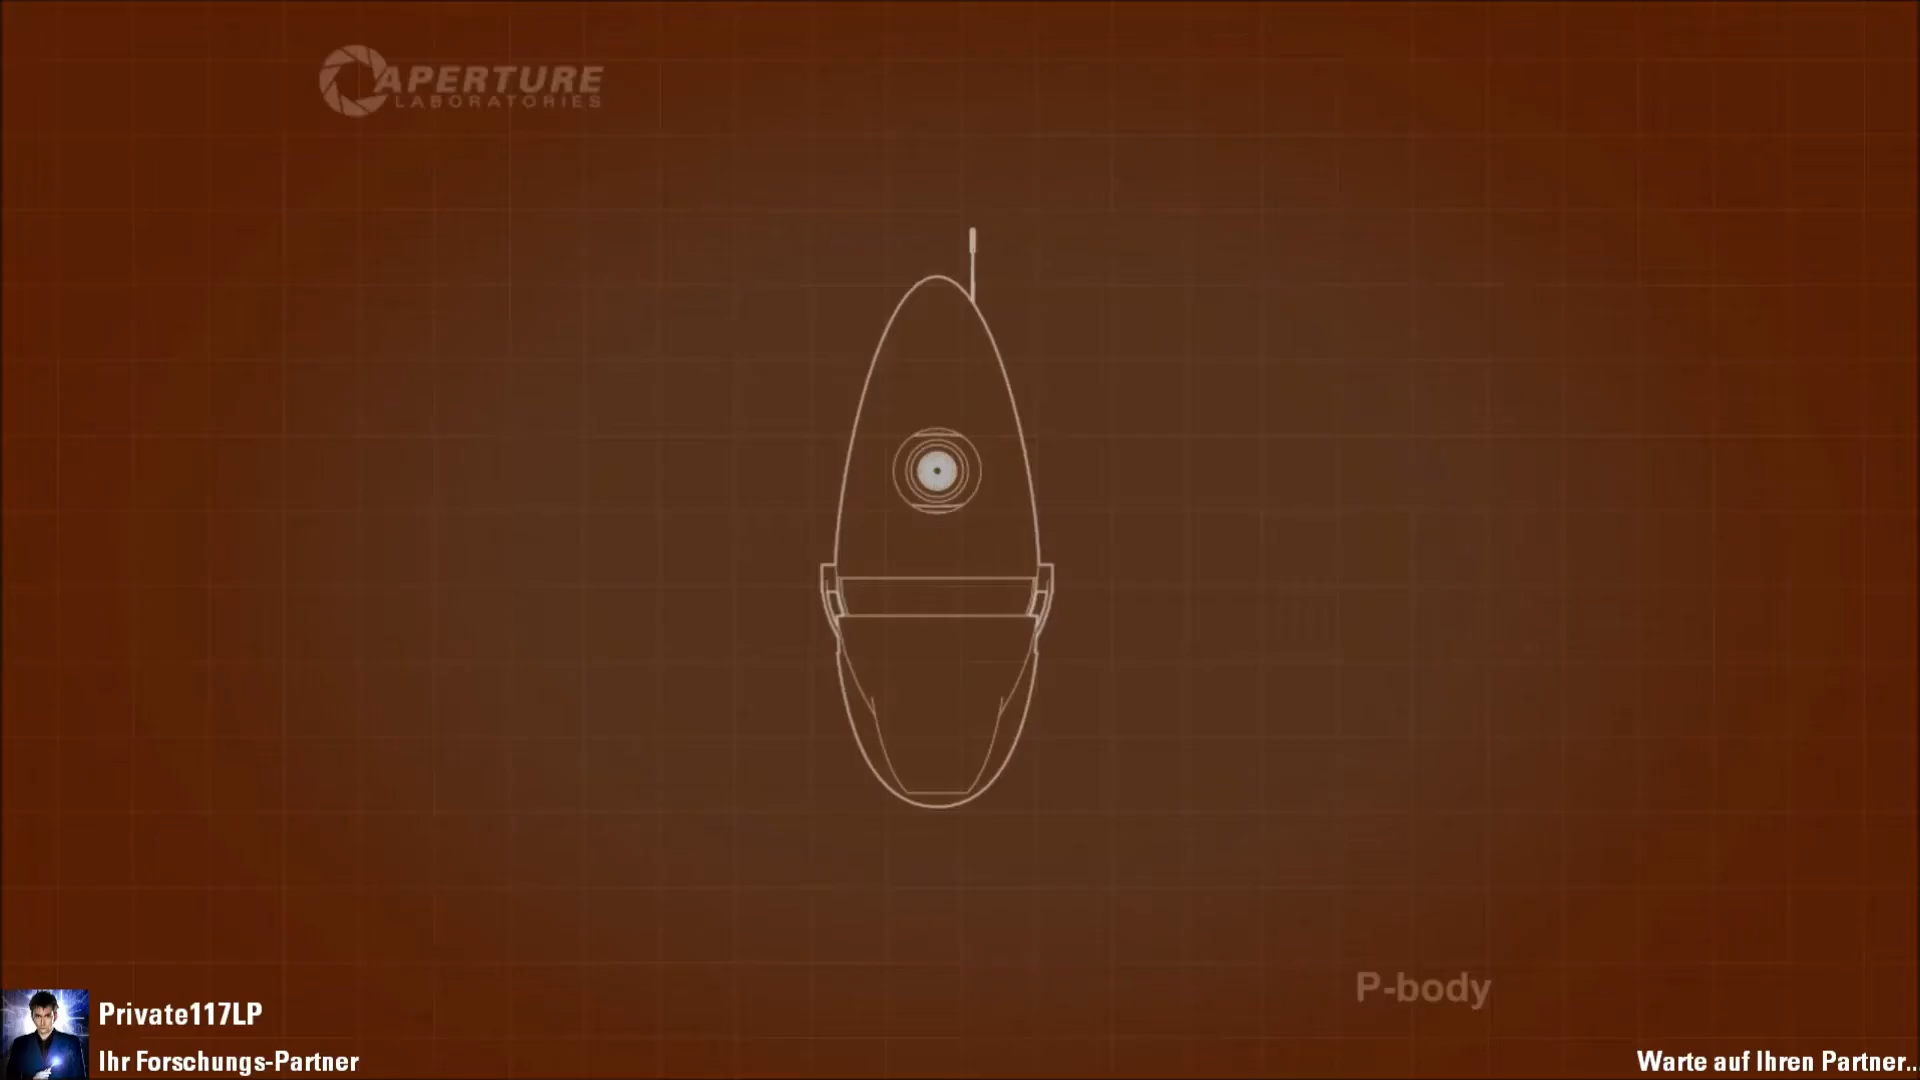 APERTURE
LABORATORIES
P-body
Private117LP
Ihr Forschungs-Partner
Warte auf Ihren Partner..